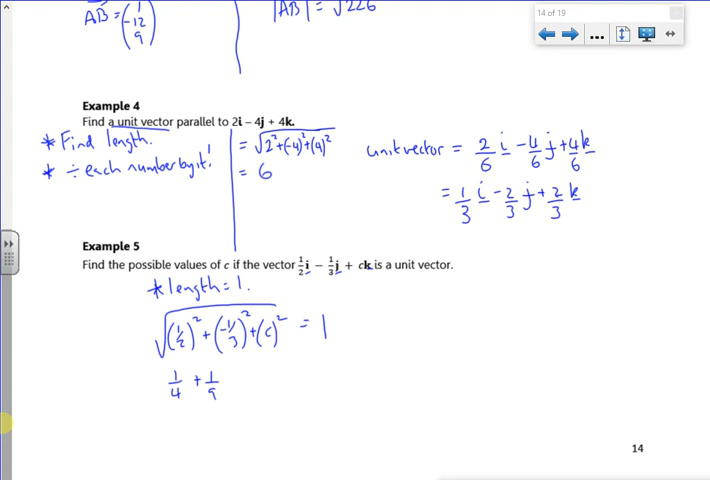 AB = (1 -12 9)
|AB| = √226
14 of 19
Example 4
Find a unit vector parallel to 2i − 4j + 4k.
* Find length.
* ÷ each number by it!
= √2² + (-4)² + (4)²
= 6
unit vector = 2/6 i - 4/6 j + 4/6 k
= 1/3 i - 2/3 j + 2/3 k
Example 5
Find the possible values of c if the vector 1/2 i − 1/3 j + ck is a unit vector.
* length = 1.
√(1/2)² + (-1/3)² + (c)² = 1
1/4 + 1/9
14